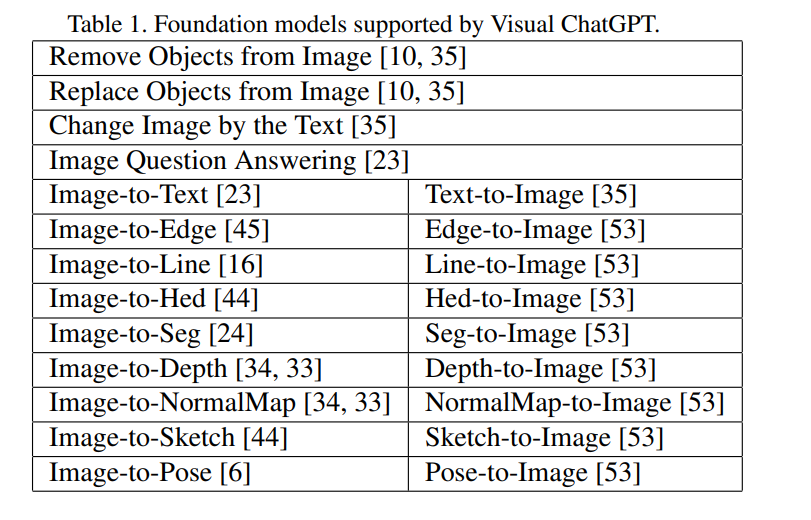 Table 1. Foundation models supported by Visual ChatGPT.
Remove Objects from Image [10, 35]
Replace Objects from Image [10, 35]
Change Image by the Text [35]
Image Question Answering [23]
Image-to-Text [23] Text-to-Image [35]
Image-to-Edge [45] Edge-to-Image [53]
Image-to-Line [16] Line-to-Image [53]
Image-to-Hed [44] Hed-to-Image [53]
Image-to-Seg [24] Seg-to-Image [53]
Image-to-Depth [34, 33] Depth-to-Image [53]
Image-to-NormalMap [34, 33] NormalMap-to-Image [53]
Image-to-Sketch [44] Sketch-to-Image [53]
Image-to-Pose [6] Pose-to-Image [53]